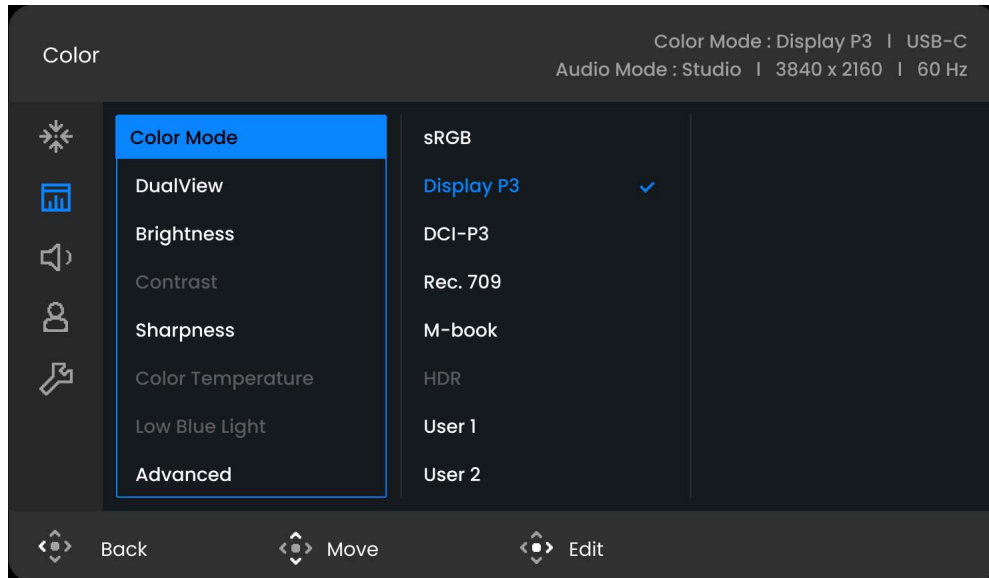 Color
Color Mode : Display P3 I USB-C
Audio Mode : Studio I 3840 x 2160 I 60 Hz
Color Mode
DualView
Brightness
Contrast
Sharpness
Color Temperature
Low Blue Light
Advanced
sRGB
Display P3
DCI-P3
Rec. 709
M-book
HDR
User 1
User 2
Back Move Edit